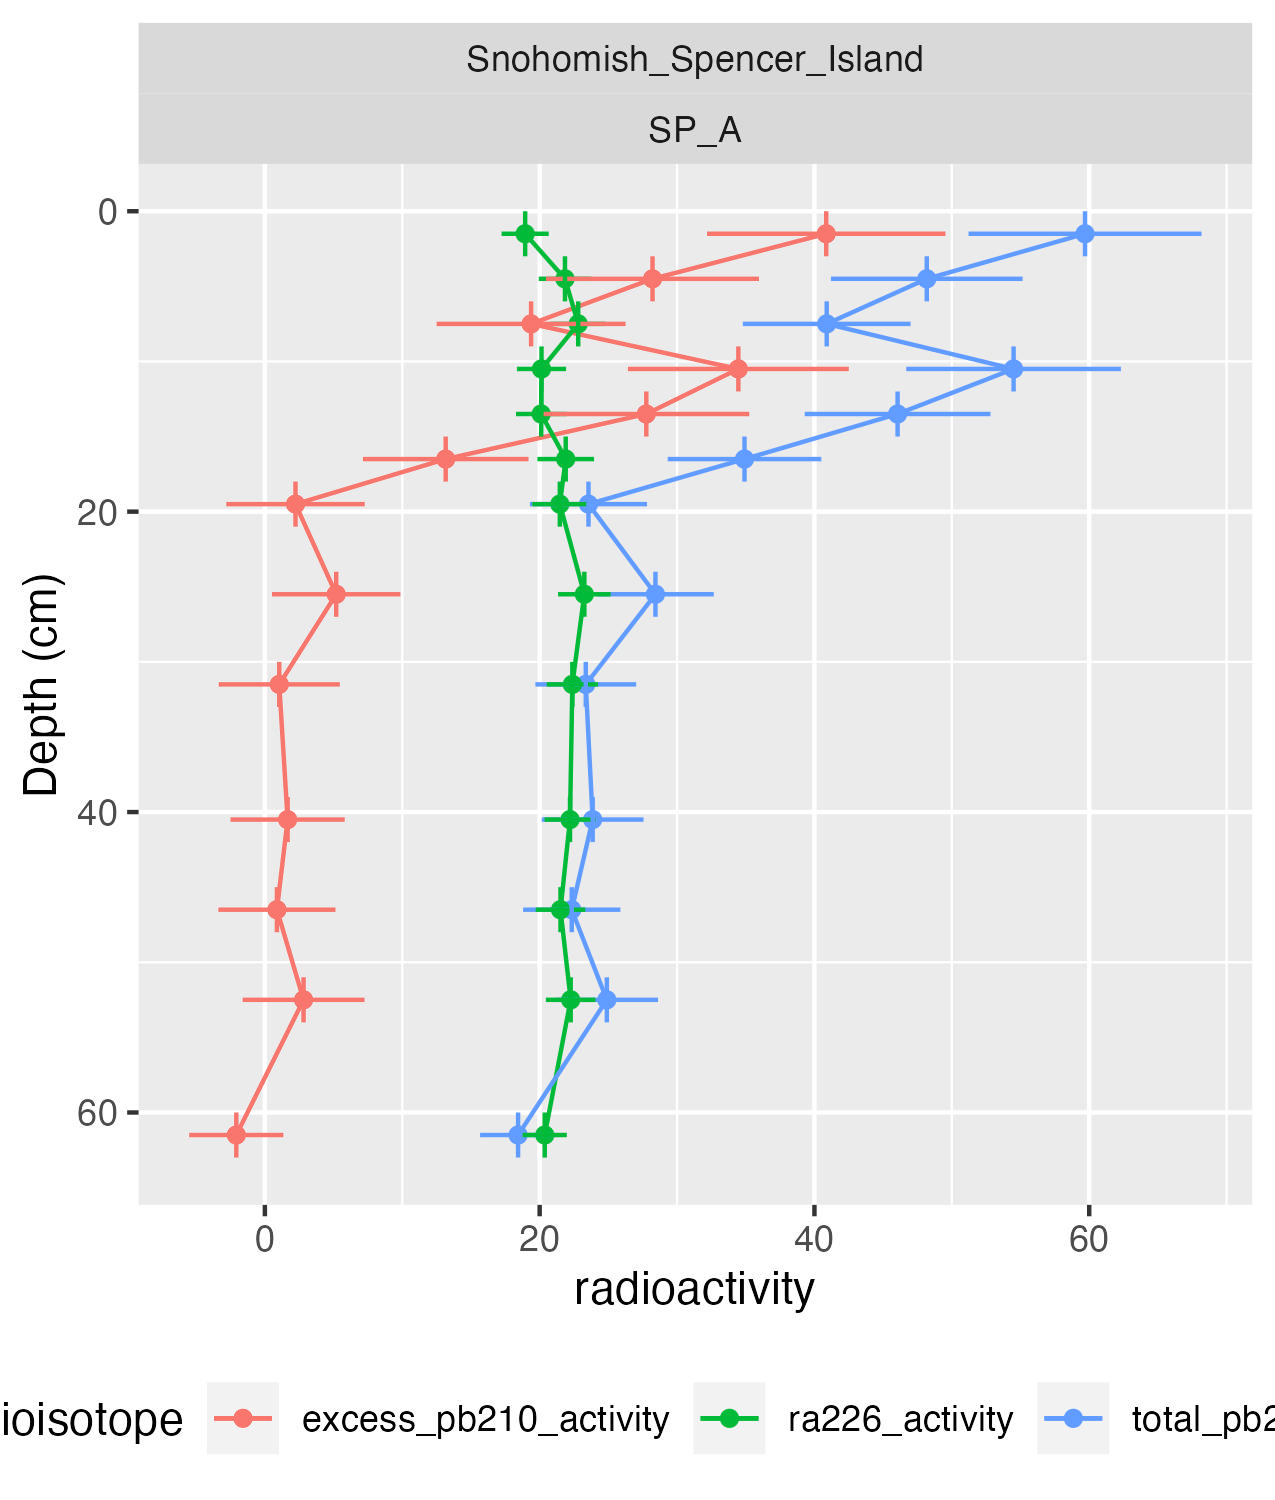 Snohomish_Spencer_Island
SP_A
0
20
40
60
Depth (cm)
0 20 40 60
radioactivity
ioisotope excess_pb210_activity ra226_activity total_pb2